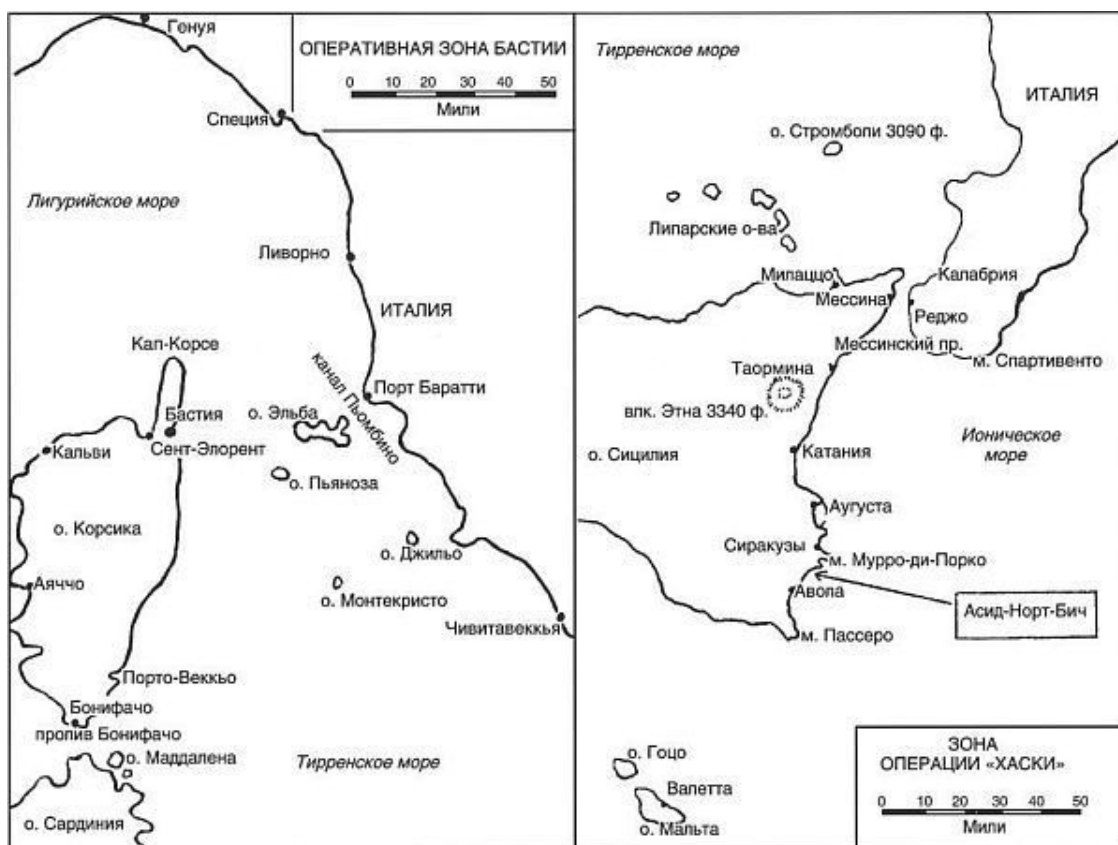 Генуя
ОПЕРАТИВНАЯ ЗОНА БАСТИИ
0 10 20 30 40 50
Мили
Специя
Лигурийское море
Ливорно
ИТАЛИЯ
Кап-Корсе
канал Пьомбино
Порт Баратти
Бастия
о. Эльба
Кальви
Сент-Элорент
о. Пьяноза
о. Корсика
о. Джильо
Аяччо
о. Монтекристо
Чивитавеккья
Порто-Веккьо
Бонифачо
пролив Бонифачо
о. Маддалена
Тирренское море
о. Сардиния
Тирренское море
ИТАЛИЯ
о. Стромболи 3090 ф.
Липарские о-ва
Милаццо
Калабрия
Мессина
Реджо
Мессинский пр.
м. Спартивенто
Таормина
влк. Этна 3340 ф.
Ионическое
море
о. Сицилия
Катания
Аугуста
Сиракузы
м. Мурро-ди-Порко
Авола
Асид-Норт-Бич
м. Пассеро
о. Гоцо
Валетта
о. Мальта
ЗОНА
ОПЕРАЦИИ «ХАСКИ»
0 10 20 30 40 50
Мили